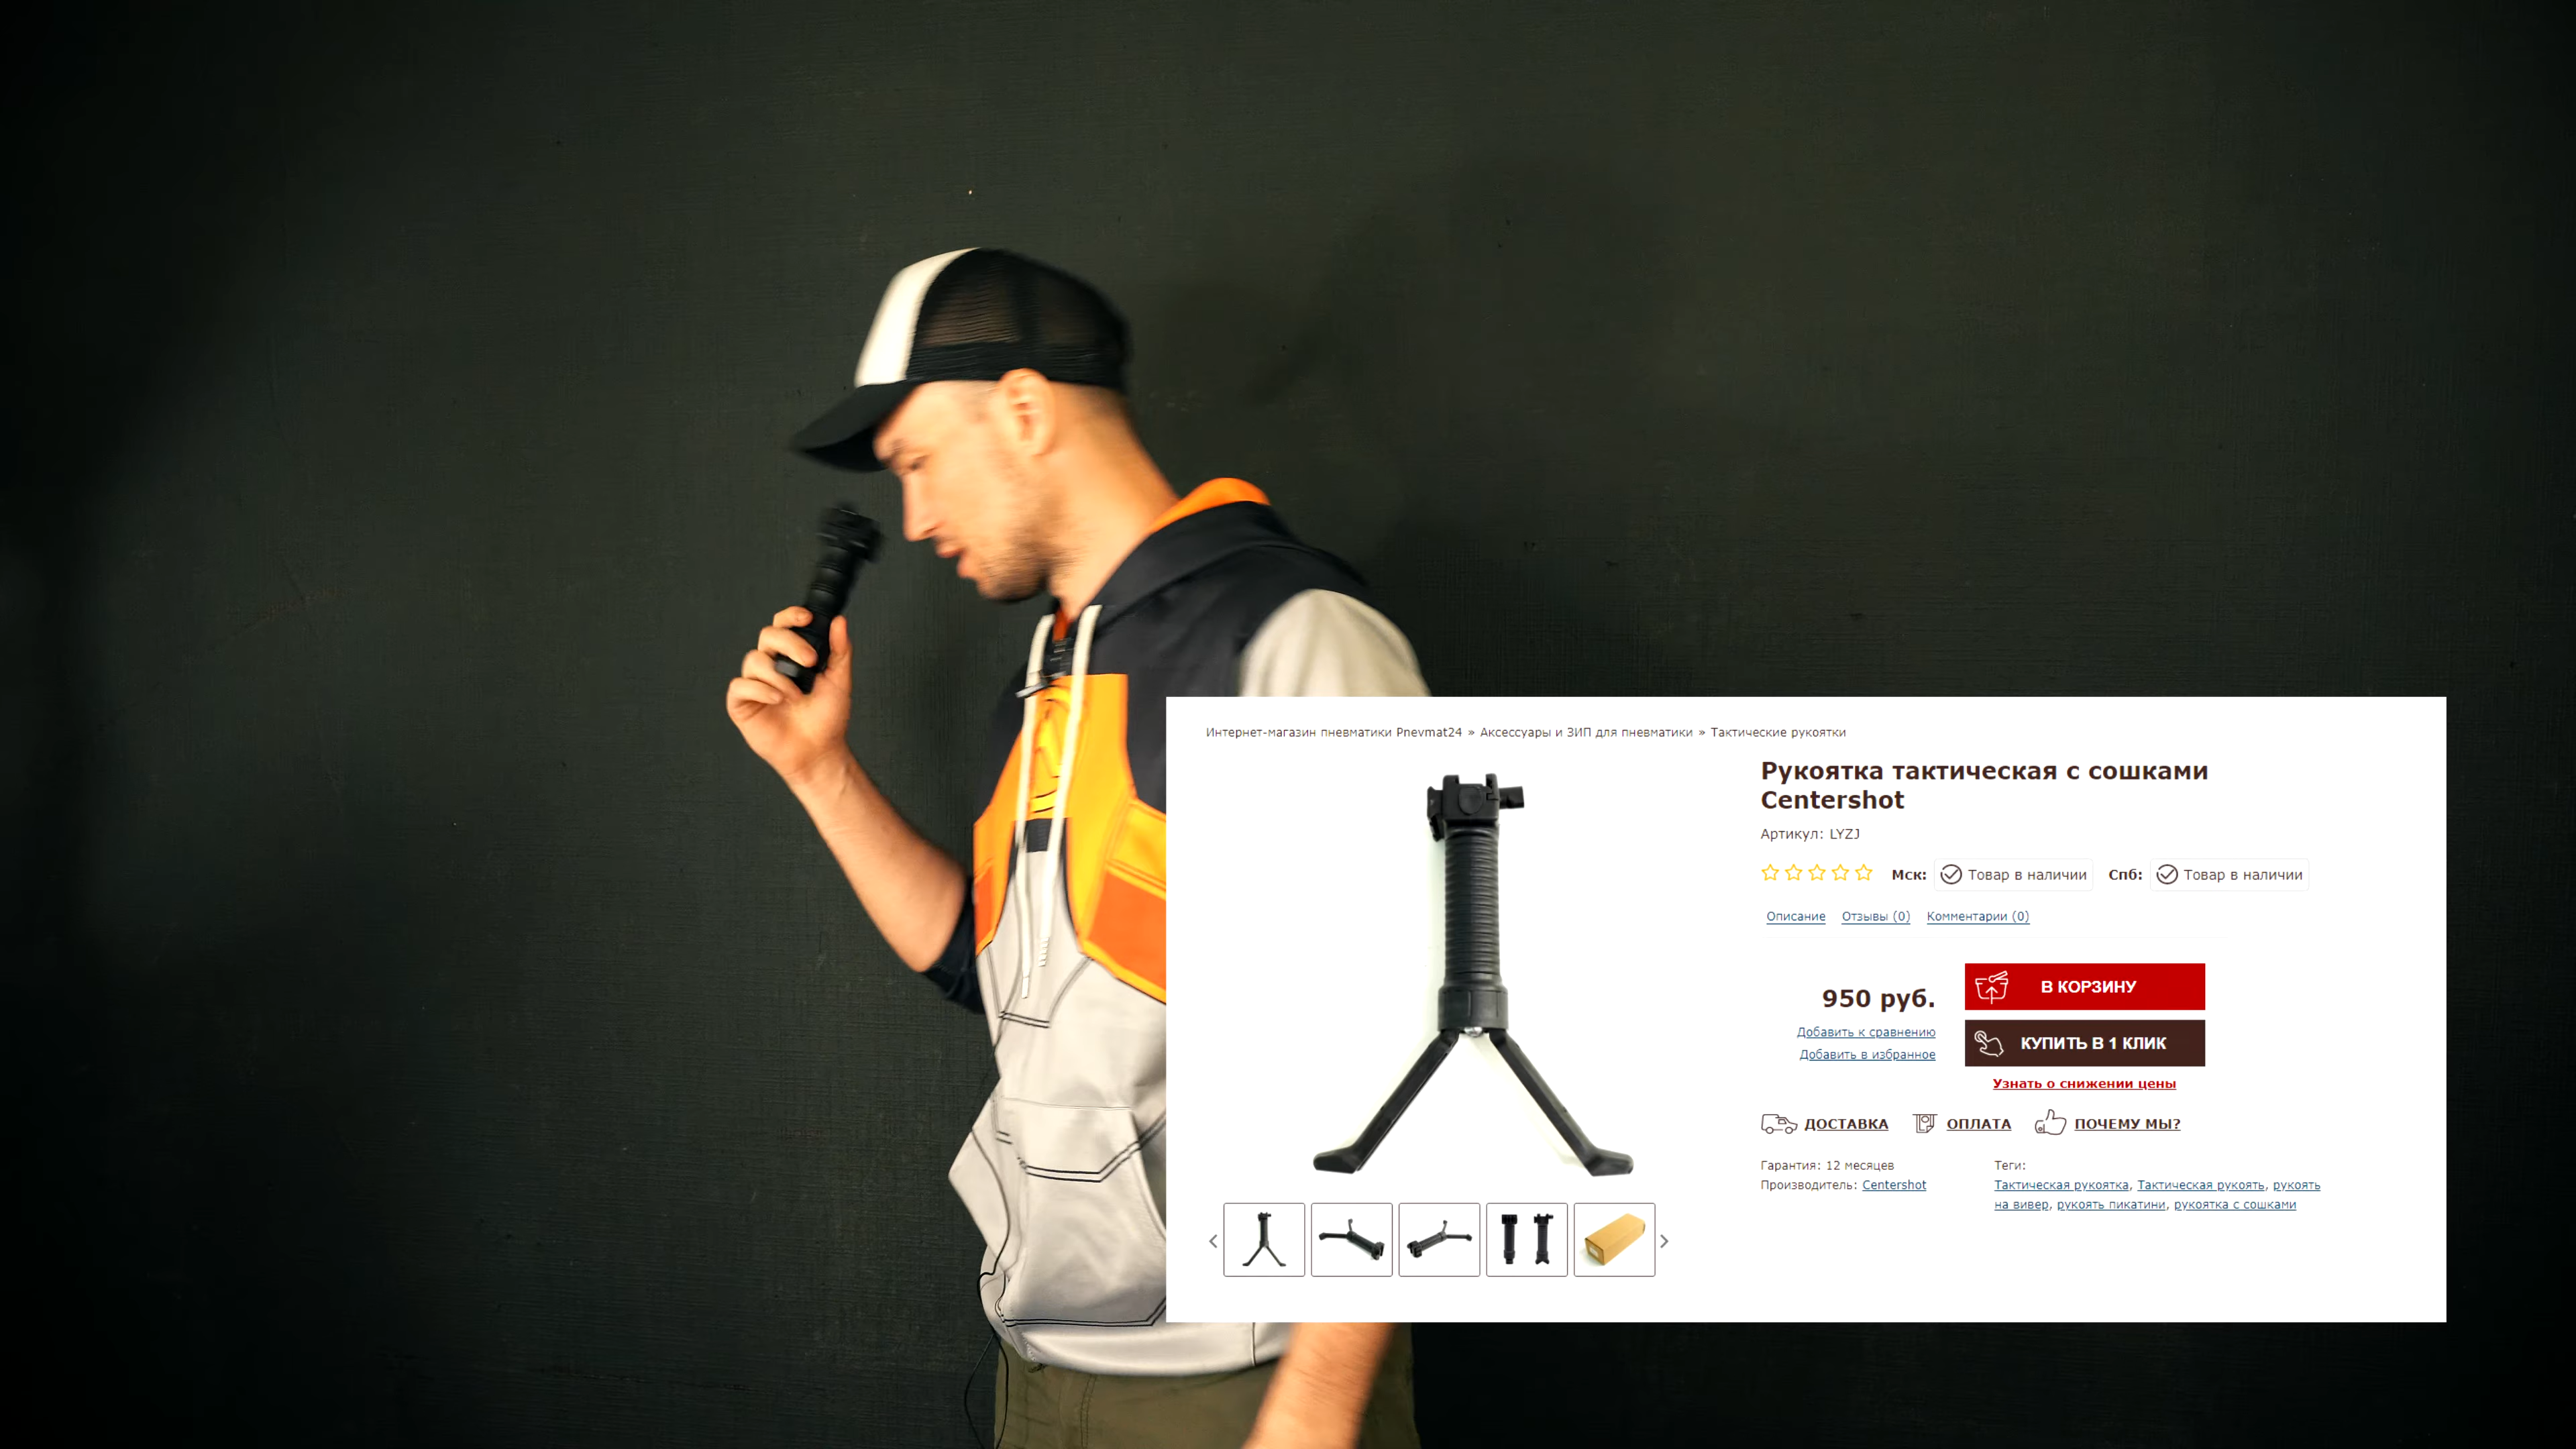 Интернет-магазин пневматики Pnevmat24 » Аксессуары и ЗИП для пневматики » Тактические рукоятки
Рукоятка тактическая с сошками
Centershot
Артикул: LYZJ
Мск: Товар в наличии Спб: Товар в наличии
Описание Отзывы (0) Комментарии (0)
950 руб.
Добавить к сравнению
Добавить в избранное
В КОРЗИНУ
КУПИТЬ В 1 КЛИК
Узнать о снижении цены
ДОСТАВКА ОПЛАТА ПОЧЕМУ МЫ?
Гарантия: 12 месяцев
Производитель: Centershot
Теги:
Тактическая рукоятка, Тактическая рукоять, рукоять
на вивер, рукоять пикатини, рукоятка с сошками